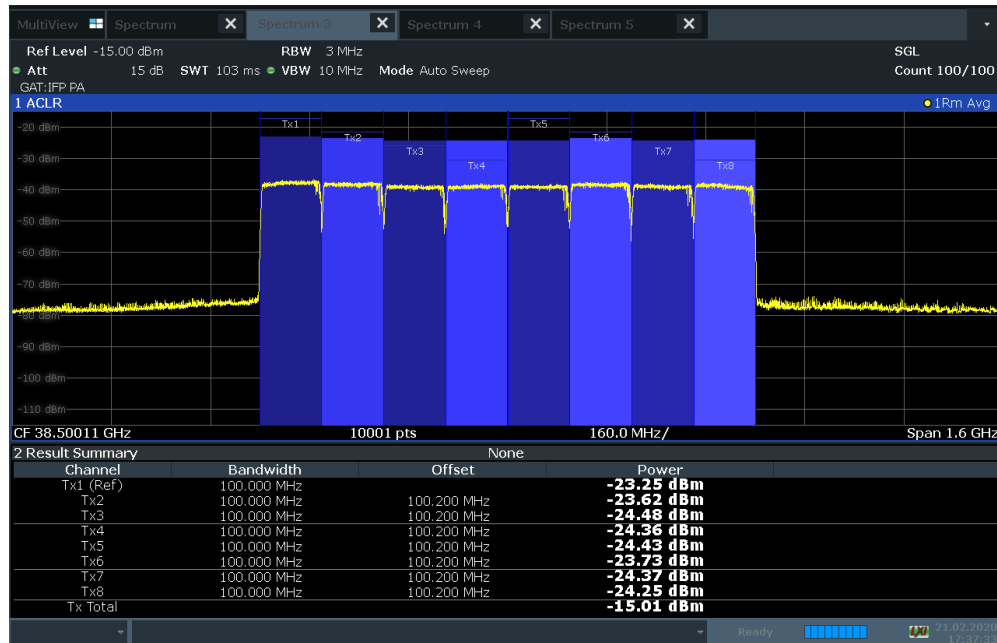 MultiView Spectrum X Spectrum 3 X Spectrum 4 X Spectrum 5 X
Ref Level -15.00 dBm RBW 3 MHz SGL
Att 15 dB SWT 103 ms VBW 10 MHz Mode Auto Sweep Count 100/100
GAT:IFP PA
1 ACLR 1Rm Avg
Tx1 Tx5
-20 dBm
Tx2 Tx6
Tx3 Tx7
-30 dBm
Tx4 Tx8
-40 dBm
-50 dBm
-60 dBm
-70 dBm
-80 dBm
-90 dBm
-100 dBm
-110 dBm
CF 38.50011 GHz 10001 pts 160.0 MHz/ Span 1.6 GHz
2 Result Summary None
Channel Bandwidth Offset Power
Tx1 (Ref) 100.000 MHz -23.25 dBm
Tx2 100.000 MHz 100.200 MHz -23.62 dBm
Tx3 100.000 MHz 100.200 MHz -24.48 dBm
Tx4 100.000 MHz 100.200 MHz -24.36 dBm
Tx5 100.000 MHz 100.200 MHz -24.43 dBm
Tx6 100.000 MHz 100.200 MHz -23.73 dBm
Tx7 100.000 MHz 100.200 MHz -24.37 dBm
Tx8 100.000 MHz 100.200 MHz -24.25 dBm
Tx Total -15.01 dBm
Ready LXI 21.02.2020
17:37:38